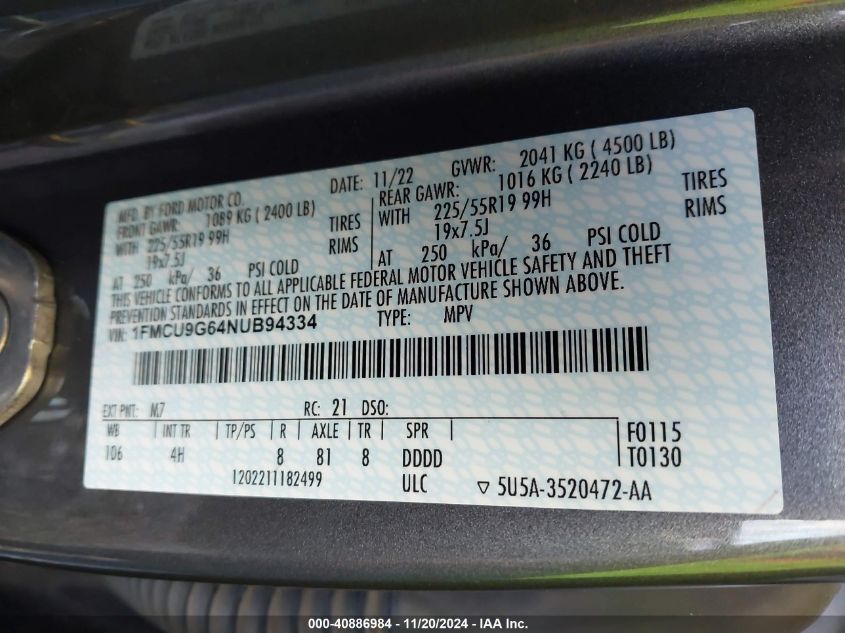 MFD. BY FORD MOTOR CO.
DATE: 11/22 GVWR: 2041 KG ( 4500 LB)
FRONT GAWR: 1089 KG ( 2400 LB) REAR GAWR: 1016 KG ( 2240 LB)
WITH 225/55R19 99H TIRES WITH 225/55R19 99H TIRES
19x7.5J RIMS 19x7.5J RIMS
AT 250 kPa/ 36 PSI COLD AT 250 kPa/ 36 PSI COLD
THIS VEHICLE CONFORMS TO ALL APPLICABLE FEDERAL MOTOR VEHICLE SAFETY AND THEFT
PREVENTION STANDARDS IN EFFECT ON THE DATE OF MANUFACTURE SHOWN ABOVE.
VIN: 1FMCU9G64NUB94334 TYPE: MPV
EXT PNT: M7 RC: 21 DSO:
WB INT TR TP/PS R AXLE TR SPR F0115
106 4H 8 81 8 DDDD T0130
1202211182499 ULC ▽ 5U5A-3520472-AA
000-40886984 — 11/20/2024 — IAA Inc.